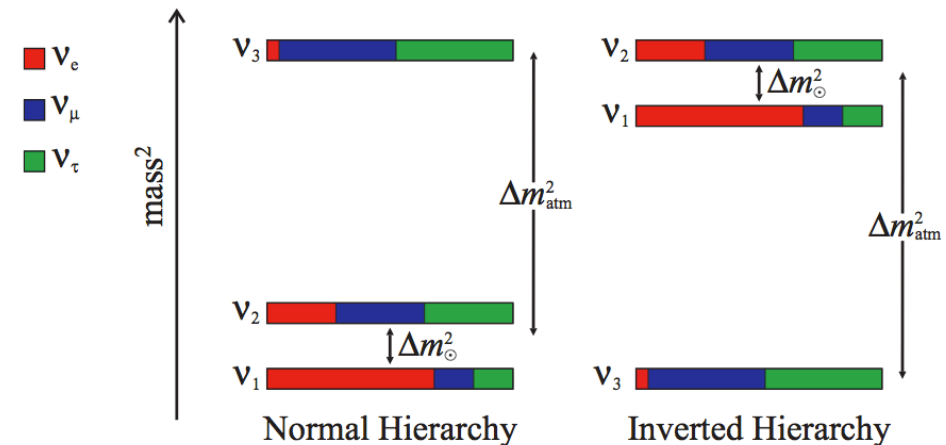 νe
νμ
ντ
mass²
ν3
Δm²atm
ν2
Δm²⊙
ν1
Normal Hierarchy
ν2
Δm²⊙
ν1
Δm²atm
ν3
Inverted Hierarchy